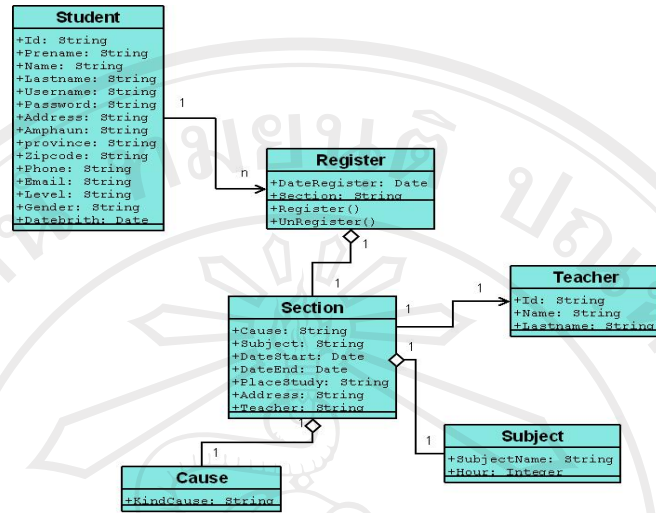 Student
+Id: String
+Prename: String
+Name: String
+Lastname: String
+Username: String
+Password: String
+Address: String
+Amphaun: String
+province: String
+Zipcode: String
+Phone: String
+Email: String
+Level: String
+Gender: String
+Datebrith: Date
1
n
Register
+DateRegister: Date
+Section: String
+Register()
+UnRegister()
1
1
Section
+Cause: String
+Subject: String
+DateStart: Date
+DateEnd: Date
+PlaceStudy: String
+Address: String
+Teacher: String
1
1
Teacher
+Id: String
+Name: String
+Lastname: String
1
1
Subject
+SubjectName: String
+Hour: Integer
1
1
Cause
+KindCause: String